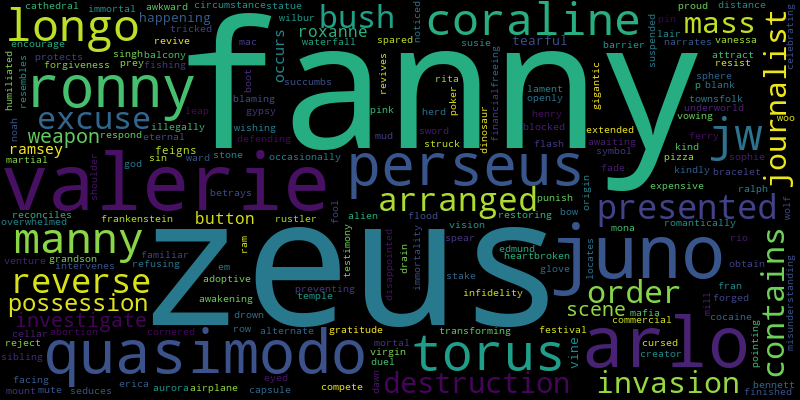 fanny
zeus
valerie
quasimodo
perseus
arlo
juno
torus
coraline
ronny
longo
manny
jw
bush
mass
journalist
excuse
weapon
arranged
presented
reverse
possession
investigate
destruction
invasion
contains
order
scene
button
ramsey
feigns
roxanne
occurs
tearful
vine
cathedral
immortal
awkward
circumstance
statue
encourage
happening
tricked
wilbur
spared
noticed
susie
barrier
suspended
pin
proud
distance
lair
narrates
vanessa
attract
resist
celebrating
humiliated
resembles
protects
revive
singh
balcony
mac
waterfall
forgiveness
prey
fishing
boot
succumbs
revives
rita
poker
dinosaur
financial
freeing
lament
openly
gigantic
sphere
p
blank
townsfolk
underworld
woo
blaming
gypsy
pink
herd
henry
blocked
extended
vowing
noah
illegally
respond
eternal
leap
wishing
defending
mud
sword
struck
flash
symbol
awaiting
ferry
kind
pizza
sophie
martial
shoulder
god
sin
ward
stone
occasionally
fade
kindly
bracelet
expensive
ralph
wolf
betrays
punish
origin
reconciles
overwhelmed
frankenstein
rustler
fool
alien
flood
restoring
bow
mona
romantically
familiar
refusing
ram
testimony
vision
spear
edmund
heartbroken
locates
rio
obtain
misunderstanding
venture
grandson
intervenes
adoptive
em
awakening
preventing
temple
disappointed
drain
immortality
stake
glove
infidelity
fran
forged
mill
mafia
commercial
cocaine
cellar
abortion
cornered
drown
row
alternate
gratitude
transforming
festival
cursed
creator
pointing
reject
sibling
virgin
duel
mortal
facing
mount
mute
seduces
erica
aurora
airplane
eyed
capsule
compete
dawn
bennett
finished